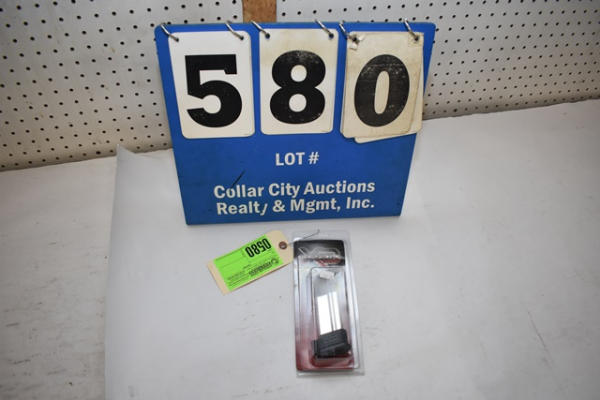 580
LOT #
Collar City Auctions
Realty & Mgmt, Inc.
0580